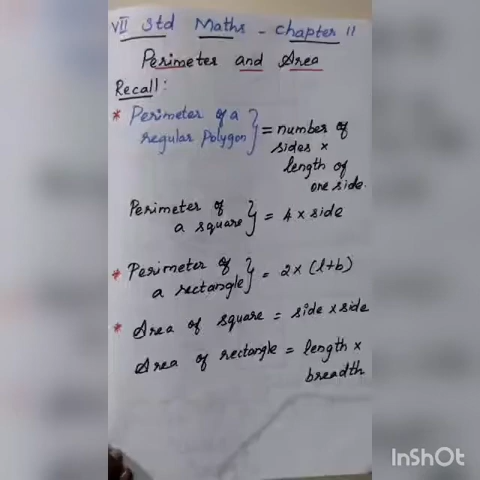 VII Std Maths - Chapter 11
Perimeter and Area
Recall:
* Perimeter of a
regular polygon } = number of
sides ×
length of
one side.
Perimeter of
a square } = 4 × side
* Perimeter of
a rectangle } = 2 × (l+b)
* Area of square = side × side
Area of rectangle = length ×
breadth
InShOt